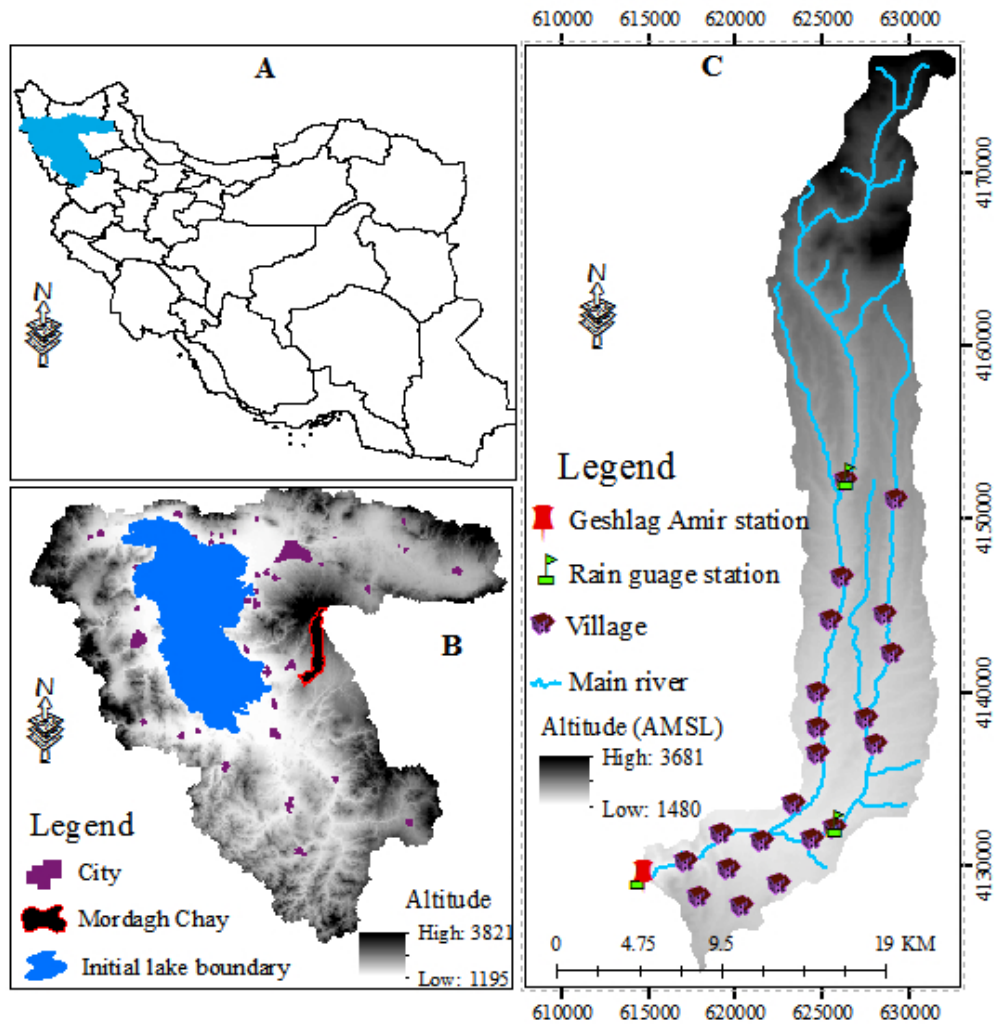 A
N
B
N
Legend
City
Mordagh Chay
Initial lake boundary
Altitude
High: 3821
Low: 1195
610000 615000 620000 625000 630000
C
N
4170000
4160000
4150000
4140000
4130000
Legend
Geshlag Amir station
Rain guage station
Village
Main river
Altitude (AMSL)
High: 3681
Low: 1480
0 4.75 9.5 19 KM
610000 615000 620000 625000 630000